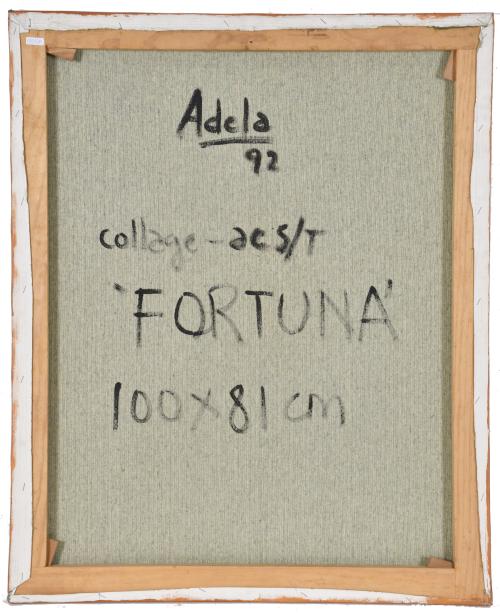 Adela
92
collage - ac S/T
'FORTUNA'
100x81 cm